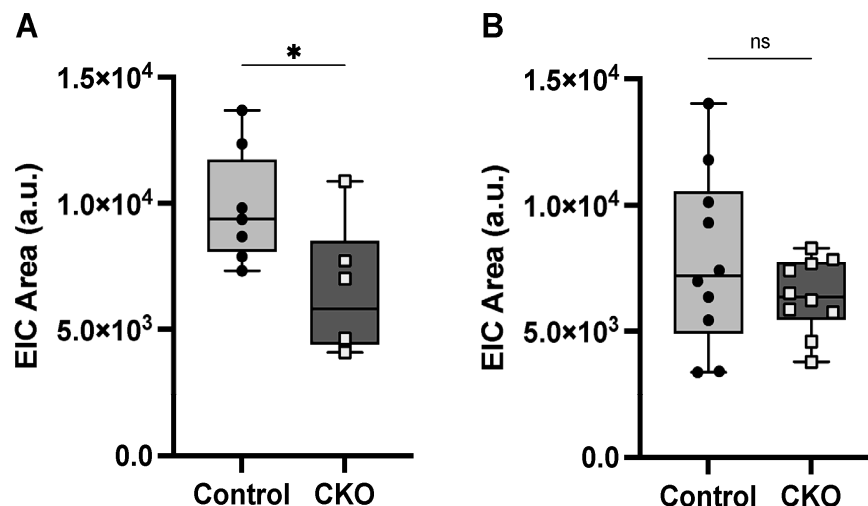 A
*
1.5×10⁴
1.0×10⁴
5.0×10³
0.0
EIC Area (a.u.)
Control CKO
B
ns
1.5×10⁴
1.0×10⁴
5.0×10³
0.0
EIC Area (a.u.)
Control CKO